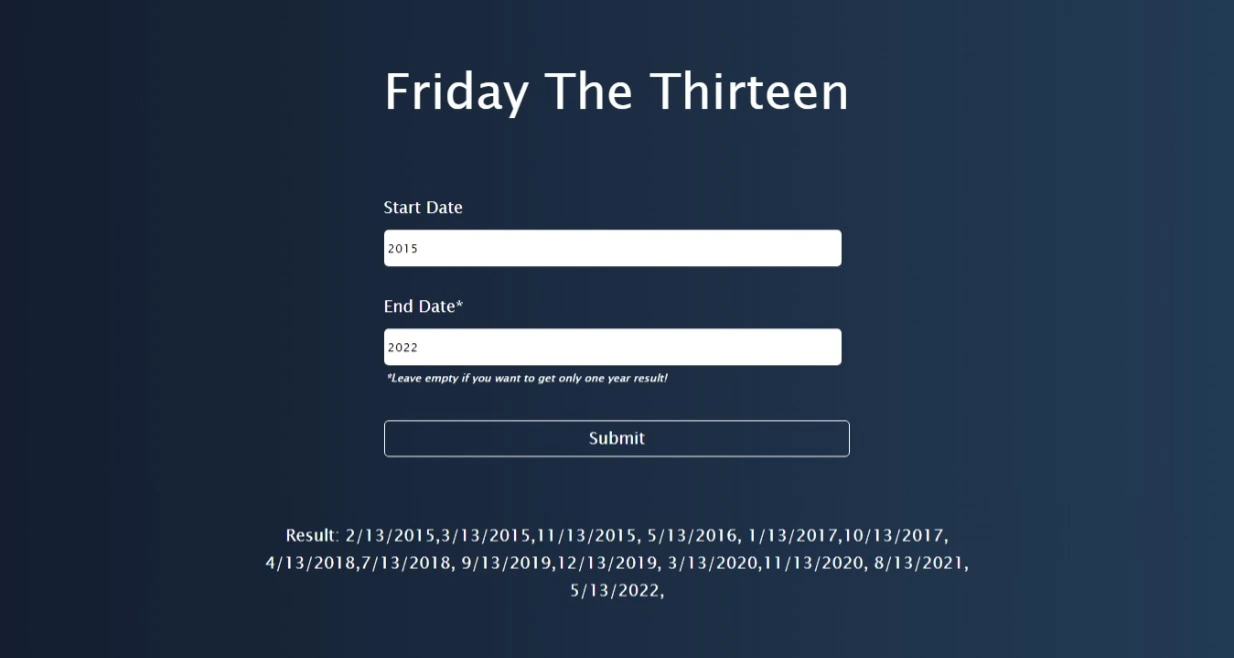 Friday The Thirteen
Start Date
2015
End Date*
2022
*Leave empty if you want to get only one year result!
Submit
Result: 2/13/2015,3/13/2015,11/13/2015, 5/13/2016, 1/13/2017,10/13/2017,
4/13/2018,7/13/2018, 9/13/2019,12/13/2019, 3/13/2020,11/13/2020, 8/13/2021,
5/13/2022,